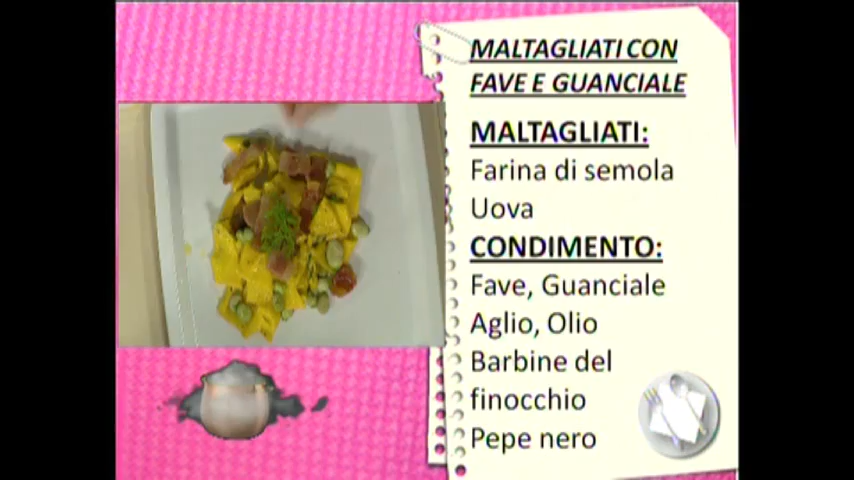 MALTAGLIATI CON
FAVE E GUANCIALE
MALTAGLIATI:
Farina di semola
Uova
CONDIMENTO:
Fave, Guanciale
Aglio, Olio
Barbine del
finocchio
Pepe nero